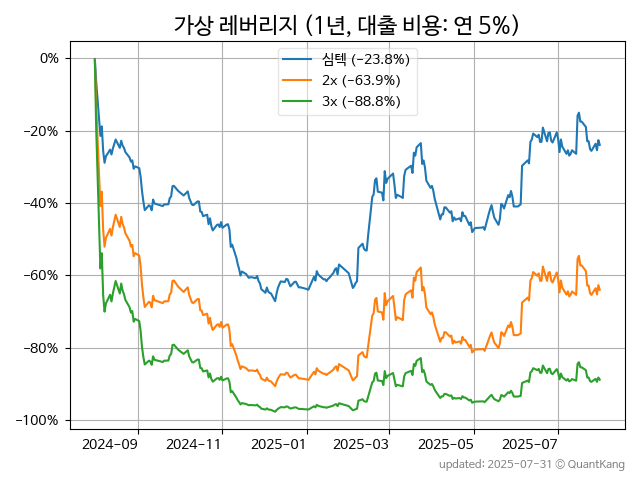 가상 레버리지 (1년, 대출 비용: 연 5%)
심텍 (−23.8%)
2x (−63.9%)
3x (−88.8%)
0%
−20%
−40%
−60%
−80%
−100%
2024-09
2024-11
2025-01
2025-03
2025-05
2025-07
updated: 2025-07-31 © QuantKang